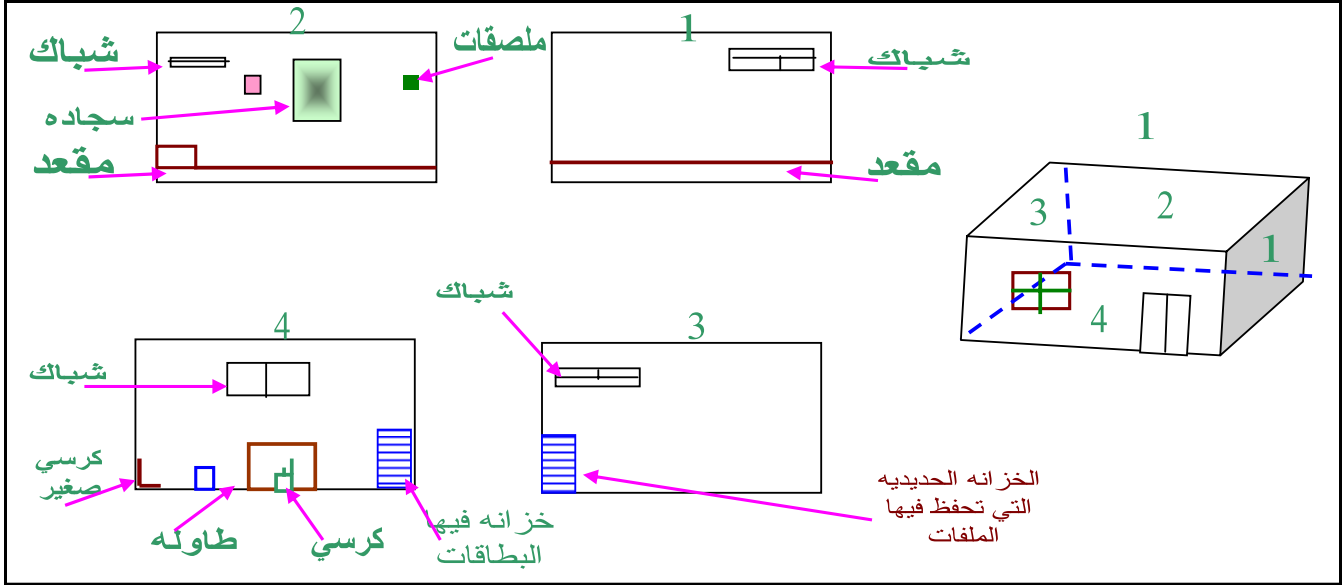 2
شباك
ملصقات
سجاده
مقعد
1
شباك
مقعد
1
3
2
1
4
4
شباك
كرسي
صغير
طاوله
كرسي
خزانه فيها
البطاقات
3
شباك
الخزانه الحديديه
التي تحفظ فيها
الملفات